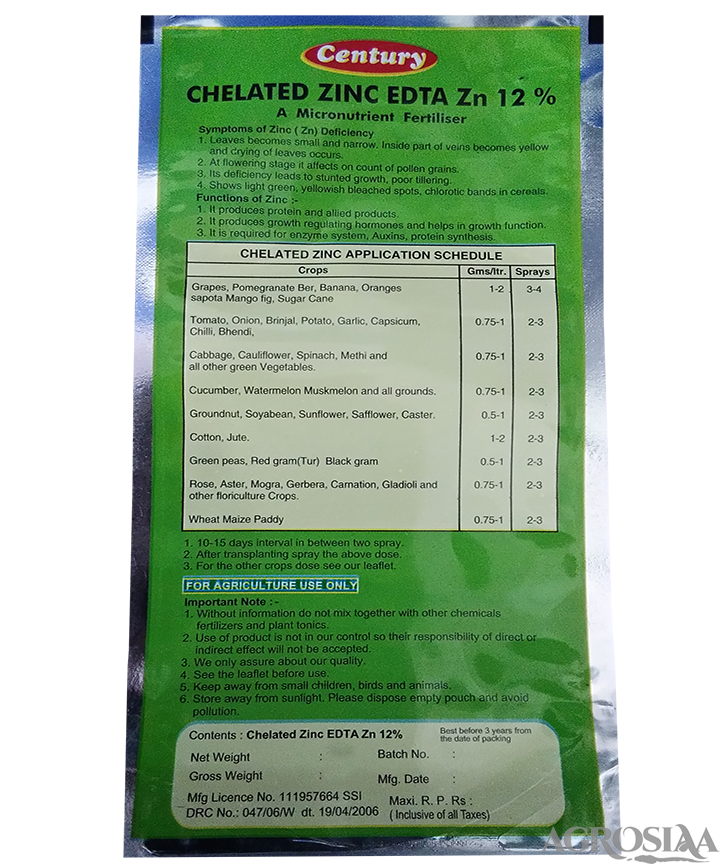 Century
CHELATED ZINC EDTA Zn 12 %
A Micronutrient Fertiliser
Symptoms of Zinc ( Zn) Deficiency
1. Leaves becomes small and narrow. Inside part of veins becomes yellow
and drying of leaves occurs.
2. At flowering stage it affects on count of pollen grains.
3. Its deficiency leads to stunted growth, poor tillering.
4. Shows light green, yellowish bleached spots, chlorotic bands in cereals.
Functions of Zinc :-
1. It produces protein and allied products.
2. It produces growth regulating hormones and helps in growth function.
3. It is required for enzyme system, Auxins, protein synthesis.
CHELATED ZINC APPLICATION SCHEDULE
Crops Gms/ltr. Sprays
Grapes, Pomegranate Ber, Banana, Oranges 1-2 3-4
sapota Mango fig, Sugar Cane
Tomato, Onion, Brinjal, Potato, Garlic, Capsicum, 0.75-1 2-3
Chilli, Bhendi,
Cabbage, Cauliflower, Spinach, Methi and 0.75-1 2-3
all other green Vegetables.
Cucumber, Watermelon Muskmelon and all grounds. 0.75-1 2-3
Groundnut, Soyabean, Sunflower, Safflower, Caster. 0.5-1 2-3
Cotton, Jute. 1-2 2-3
Green peas, Red gram(Tur) Black gram 0.5-1 2-3
Rose, Aster, Mogra, Gerbera, Carnation, Gladioli and 0.75-1 2-3
other floriculture Crops.
Wheat Maize Paddy 0.75-1 2-3
1. 10-15 days interval in between two spray.
2. After transplanting spray the above dose.
3. For the other crops dose see our leaflet.
FOR AGRICULTURE USE ONLY
Important Note :-
1. Without information do not mix together with other chemicals
fertilizers and plant tonics.
2. Use of product is not in our control so their responsibility of direct or
indirect effect will not be accepted.
3. We only assure about our quality.
4. See the leaflet before use.
5. Keep away from small children, birds and animals.
6. Store away from sunlight. Please dispose empty pouch and avoid
pollution.
Contents : Chelated Zinc EDTA Zn 12% Best before 3 years from
the date of packing
Net Weight : Batch No. :
Gross Weight : Mfg. Date :
Mfg Licence No. 111957664 SSI Maxi. R. P. Rs :
DRC No.: 047/06/W dt. 19/04/2006 ( Inclusive of all Taxes)
AGROSIAA